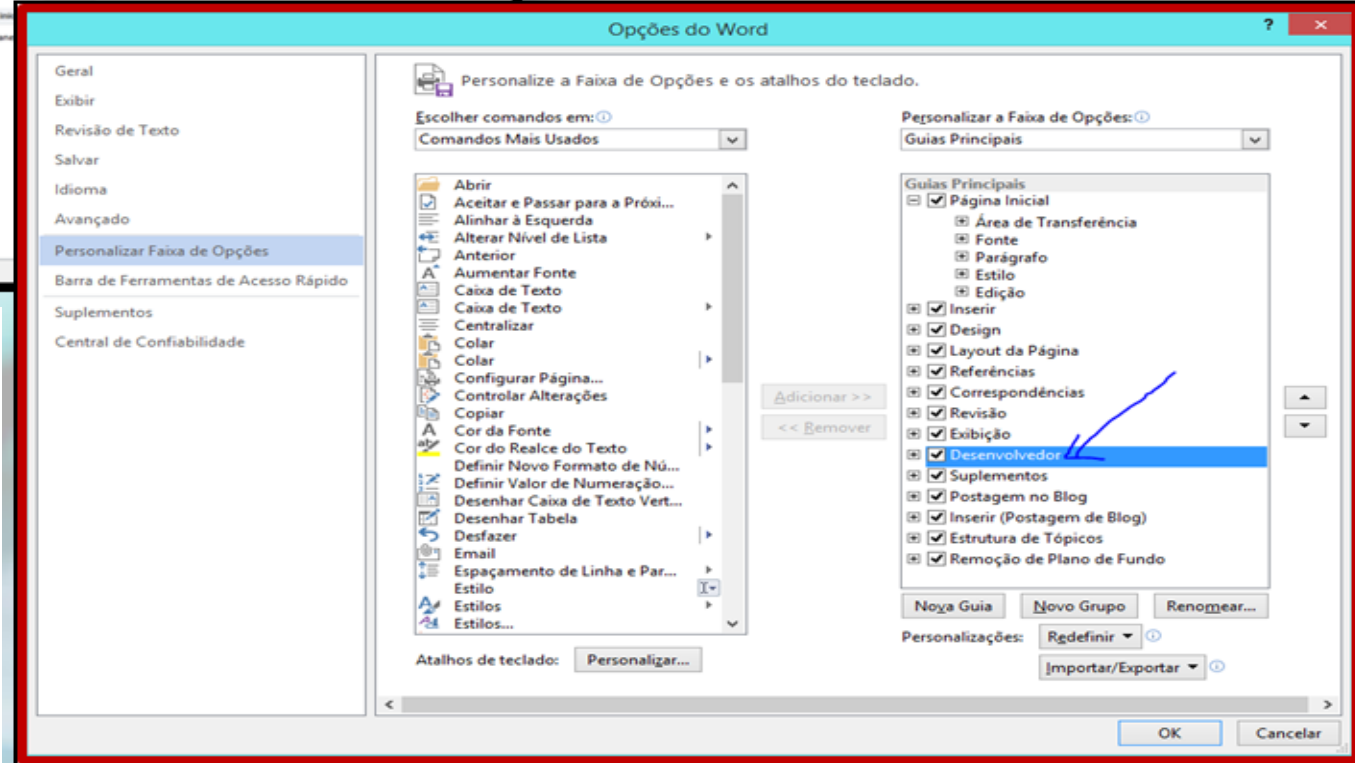 Opções do Word
?
Geral
Exibir
Revisão de Texto
Salvar
Idioma
Avançado
Personalizar Faixa de Opções
Barra de Ferramentas de Acesso Rápido
Suplementos
Central de Confiabilidade
Personalize a Faixa de Opções e os atalhos do teclado.
Escolher comandos em:
Comandos Mais Usados
Abrir
Aceitar e Passar para a Próxi...
Alinhar à Esquerda
Alterar Nível de Lista
Anterior
Aumentar Fonte
Caixa de Texto
Caixa de Texto
Centralizar
Colar
Colar
Configurar Página...
Controlar Alterações
Copiar
Cor da Fonte
Cor do Realce do Texto
Definir Novo Formato de Nú...
Definir Valor de Numeração...
Desenhar Caixa de Texto Vert...
Desenhar Tabela
Desfazer
Email
Espaçamento de Linha e Par...
Estilo
Estilos
Estilos...
Atalhos de teclado: Personalizar...
Adicionar >>
<< Remover
Personalizar a Faixa de Opções:
Guias Principais
Guias Principais
Página Inicial
Área de Transferência
Fonte
Parágrafo
Estilo
Edição
Inserir
Design
Layout da Página
Referências
Correspondências
Revisão
Exibição
Desenvolvedor
Suplementos
Postagem no Blog
Inserir (Postagem de Blog)
Estrutura de Tópicos
Remoção de Plano de Fundo
Nova Guia Novo Grupo Renomear...
Personalizações: Redefinir
Importar/Exportar
OK Cancelar